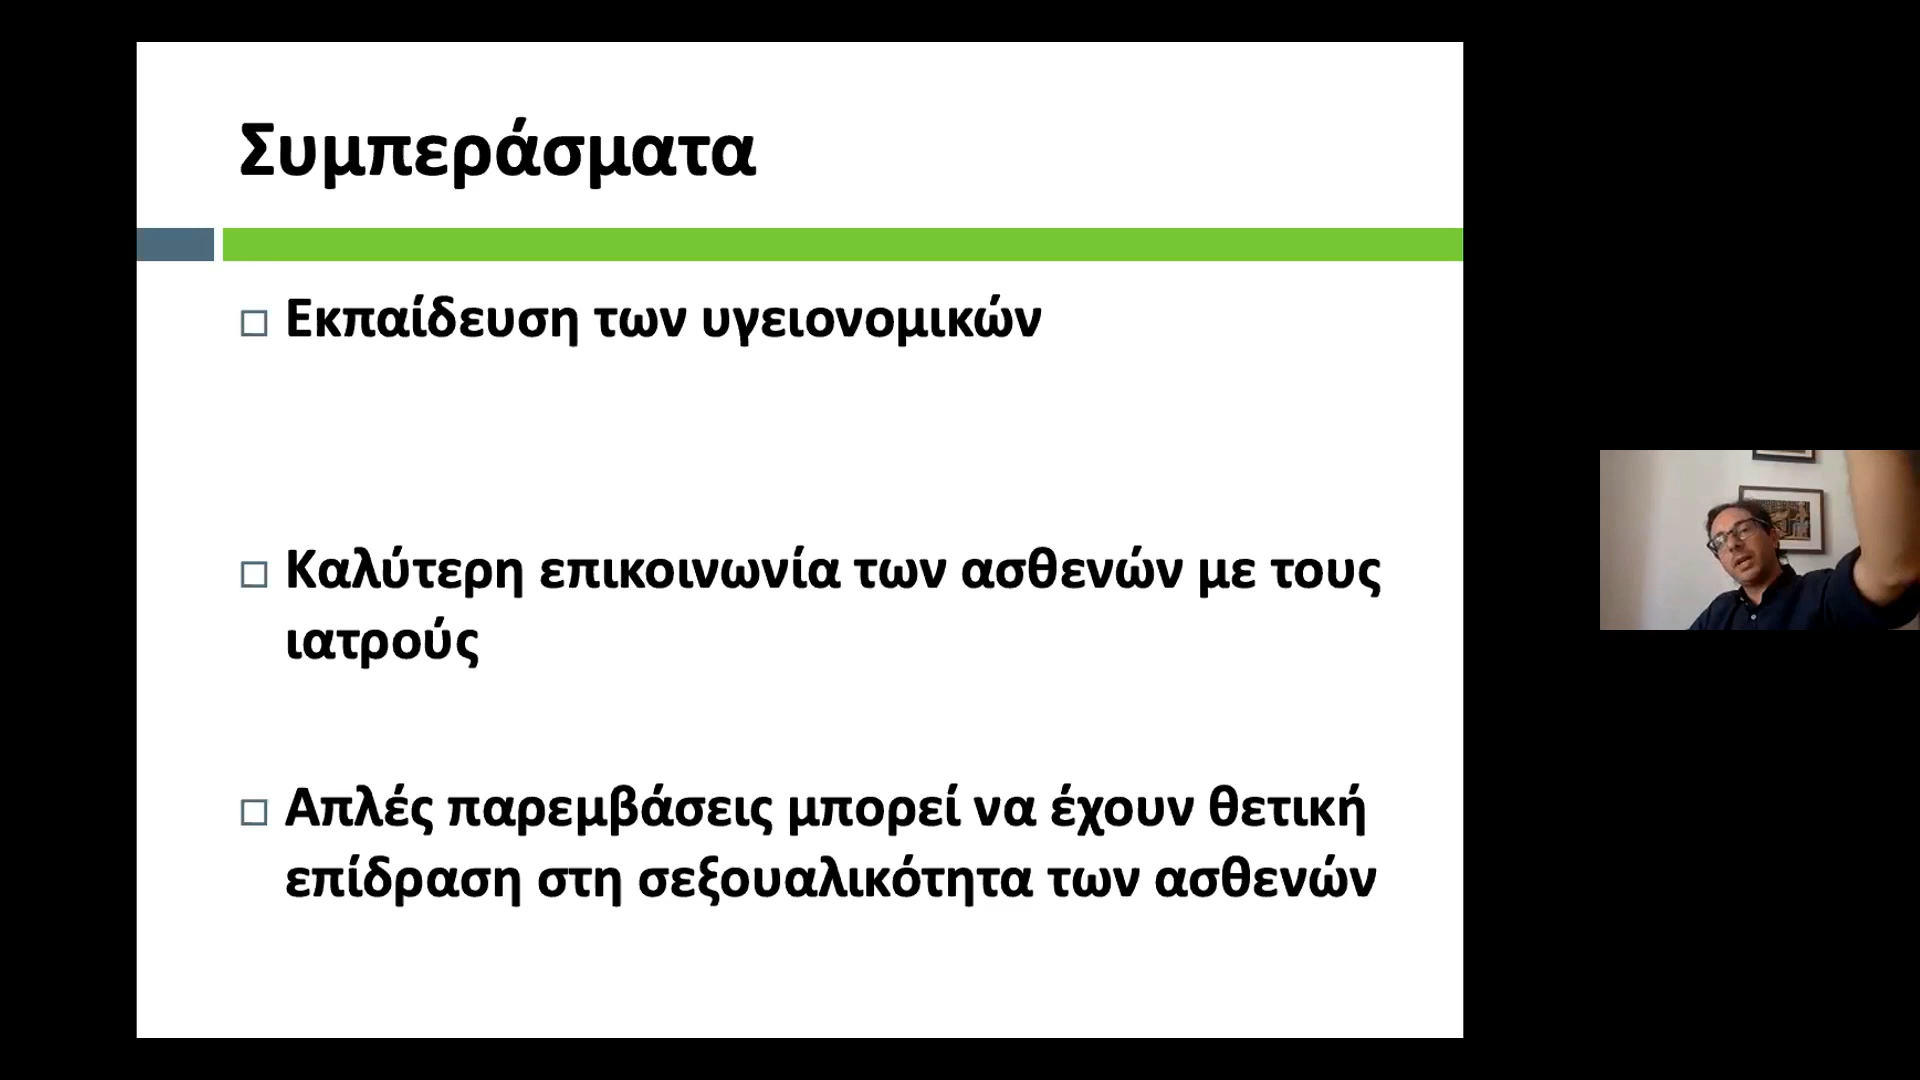 Συμπεράσματα
Εκπαίδευση των υγειονομικών
Καλύτερη επικοινωνία των ασθενών με τους
ιατρούς
Απλές παρεμβάσεις μπορεί να έχουν θετική
επίδραση στη σεξουαλικότητα των ασθενών